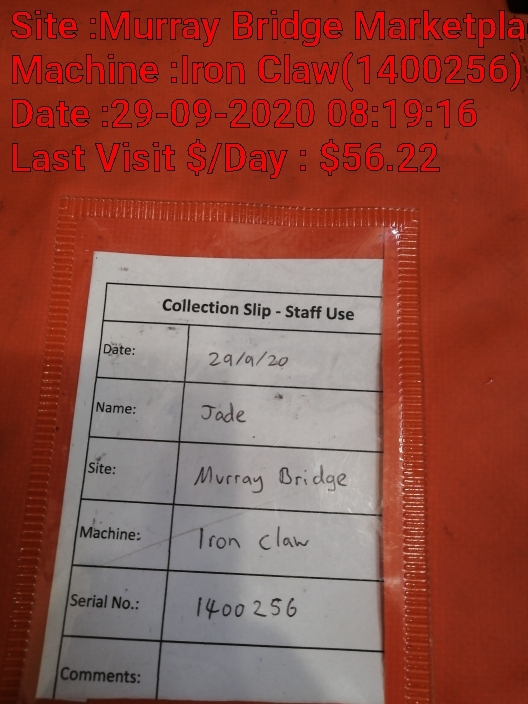 Site :Murray Bridge Marketpla
Machine :Iron Claw(1400256)
Date :29-09-2020 08:19:16
Last Visit $/Day : $56.22
Collection Slip - Staff Use
Date: 29/9/20
Name: Jade
Site: Murray Bridge
Machine: Iron Claw
Serial No.: 1400256
Comments: